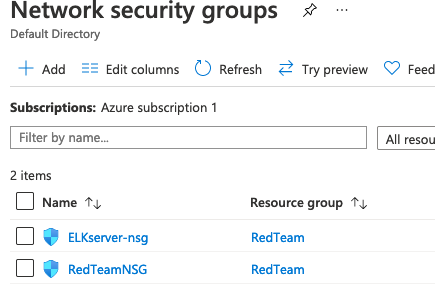 Network security groups
Default Directory
Add Edit columns Refresh Try preview Feed
Subscriptions: Azure subscription 1
Filter by name... All resou
2 items
Name Resource group
ELKserver-nsg RedTeam
RedTeamNSG RedTeam